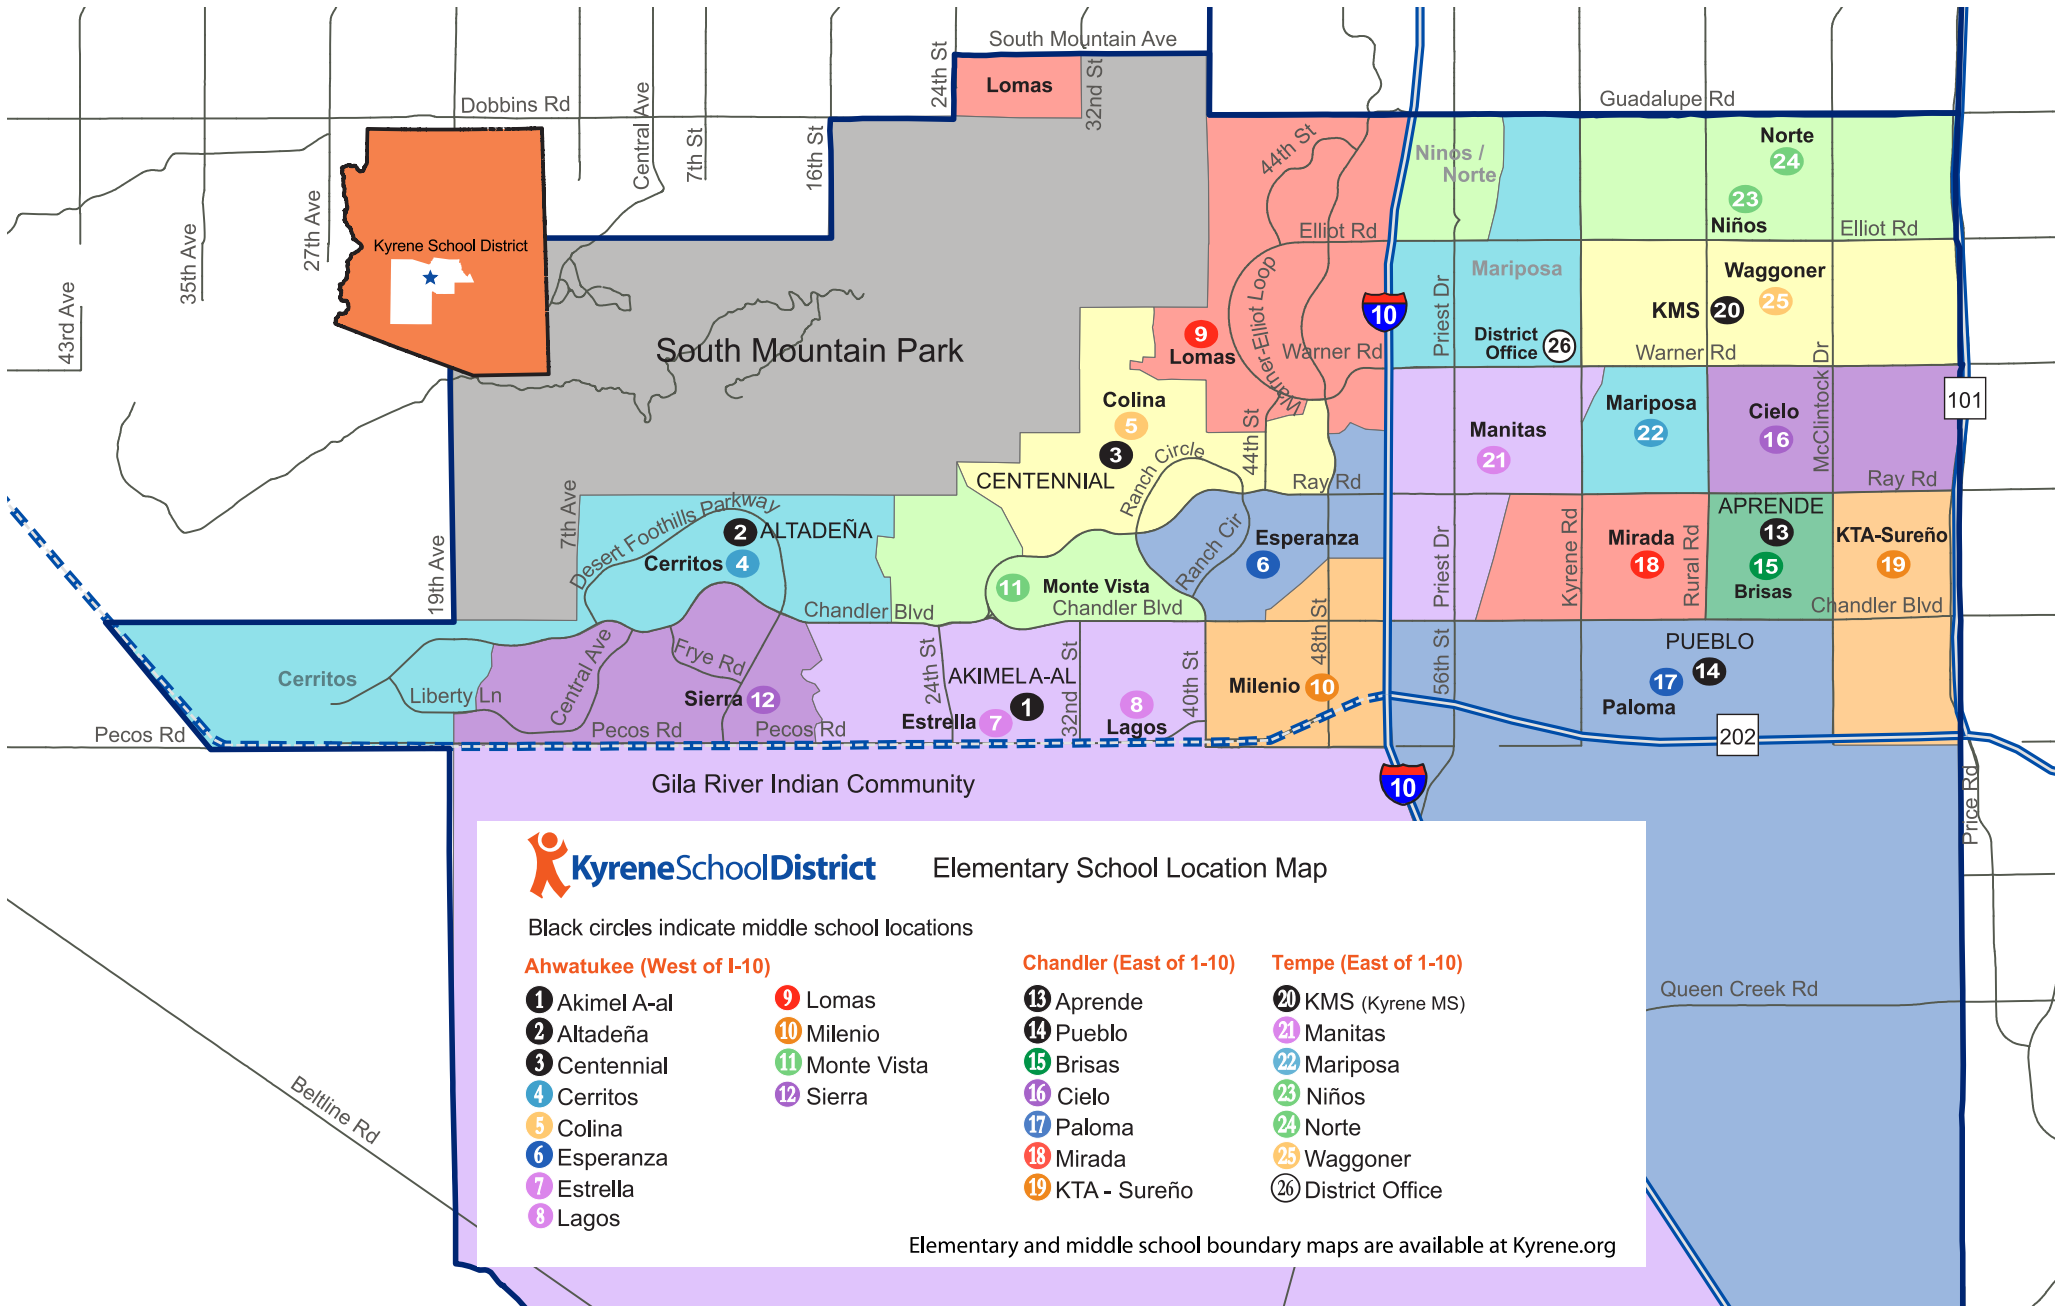 South Mountain Ave
24th St
Lomas
32nd St
Dobbins Rd
Guadalupe Rd
Central Ave
7th St
16th St
44th St
Ninos /
Norte
Norte
24
23
Niños
27th Ave
35th Ave
43rd Ave
Kyrene School District
Elliot Rd
Elliot Rd
Mariposa
Waggoner
25
KMS
20
Warner-Elliot Loop
10
Priest Dr
District
Office
26
South Mountain Park
9
Lomas
Warner Rd
Warner Rd
McClintock Dr
101
Colina
5
3
CENTENNIAL
Ranch Circle
44th St
Manitas
21
Mariposa
22
Cielo
16
Ray Rd
Ray Rd
7th Ave
Desert Foothills Parkway
2
ALTADEÑA
Cerritos
4
19th Ave
Ranch Cir
Esperanza
6
11
Monte Vista
Chandler Blvd
Chandler Blvd
Priest Dr
Kyrene Rd
Mirada
18
Rural Rd
APRENDE
13
15
Brisas
KTA-Sureño
19
Chandler Blvd
Cerritos
Liberty Ln
Central Ave
Frye Rd
Sierra
12
24th St
AKIMEL A-AL
Estrella
7
1
32nd St
8
Lagos
40th St
48th St
Milenio
10
56th St
PUEBLO
17
14
Paloma
202
Pecos Rd
Pecos Rd
Pecos Rd
Gila River Indian Community
10
Price Rd
Queen Creek Rd
Beltline Rd
KyreneSchoolDistrict
Elementary School Location Map
Black circles indicate middle school locations
Ahwatukee (West of I-10)
1 Akimel A-al
2 Altadeña
3 Centennial
4 Cerritos
5 Colina
6 Esperanza
7 Estrella
8 Lagos
9 Lomas
10 Milenio
11 Monte Vista
12 Sierra
Chandler (East of 1-10)
13 Aprende
14 Pueblo
15 Brisas
16 Cielo
17 Paloma
18 Mirada
19 KTA - Sureño
Tempe (East of 1-10)
20 KMS (Kyrene MS)
21 Manitas
22 Mariposa
23 Niños
24 Norte
25 Waggoner
26 District Office
Elementary and middle school boundary maps are available at Kyrene.org